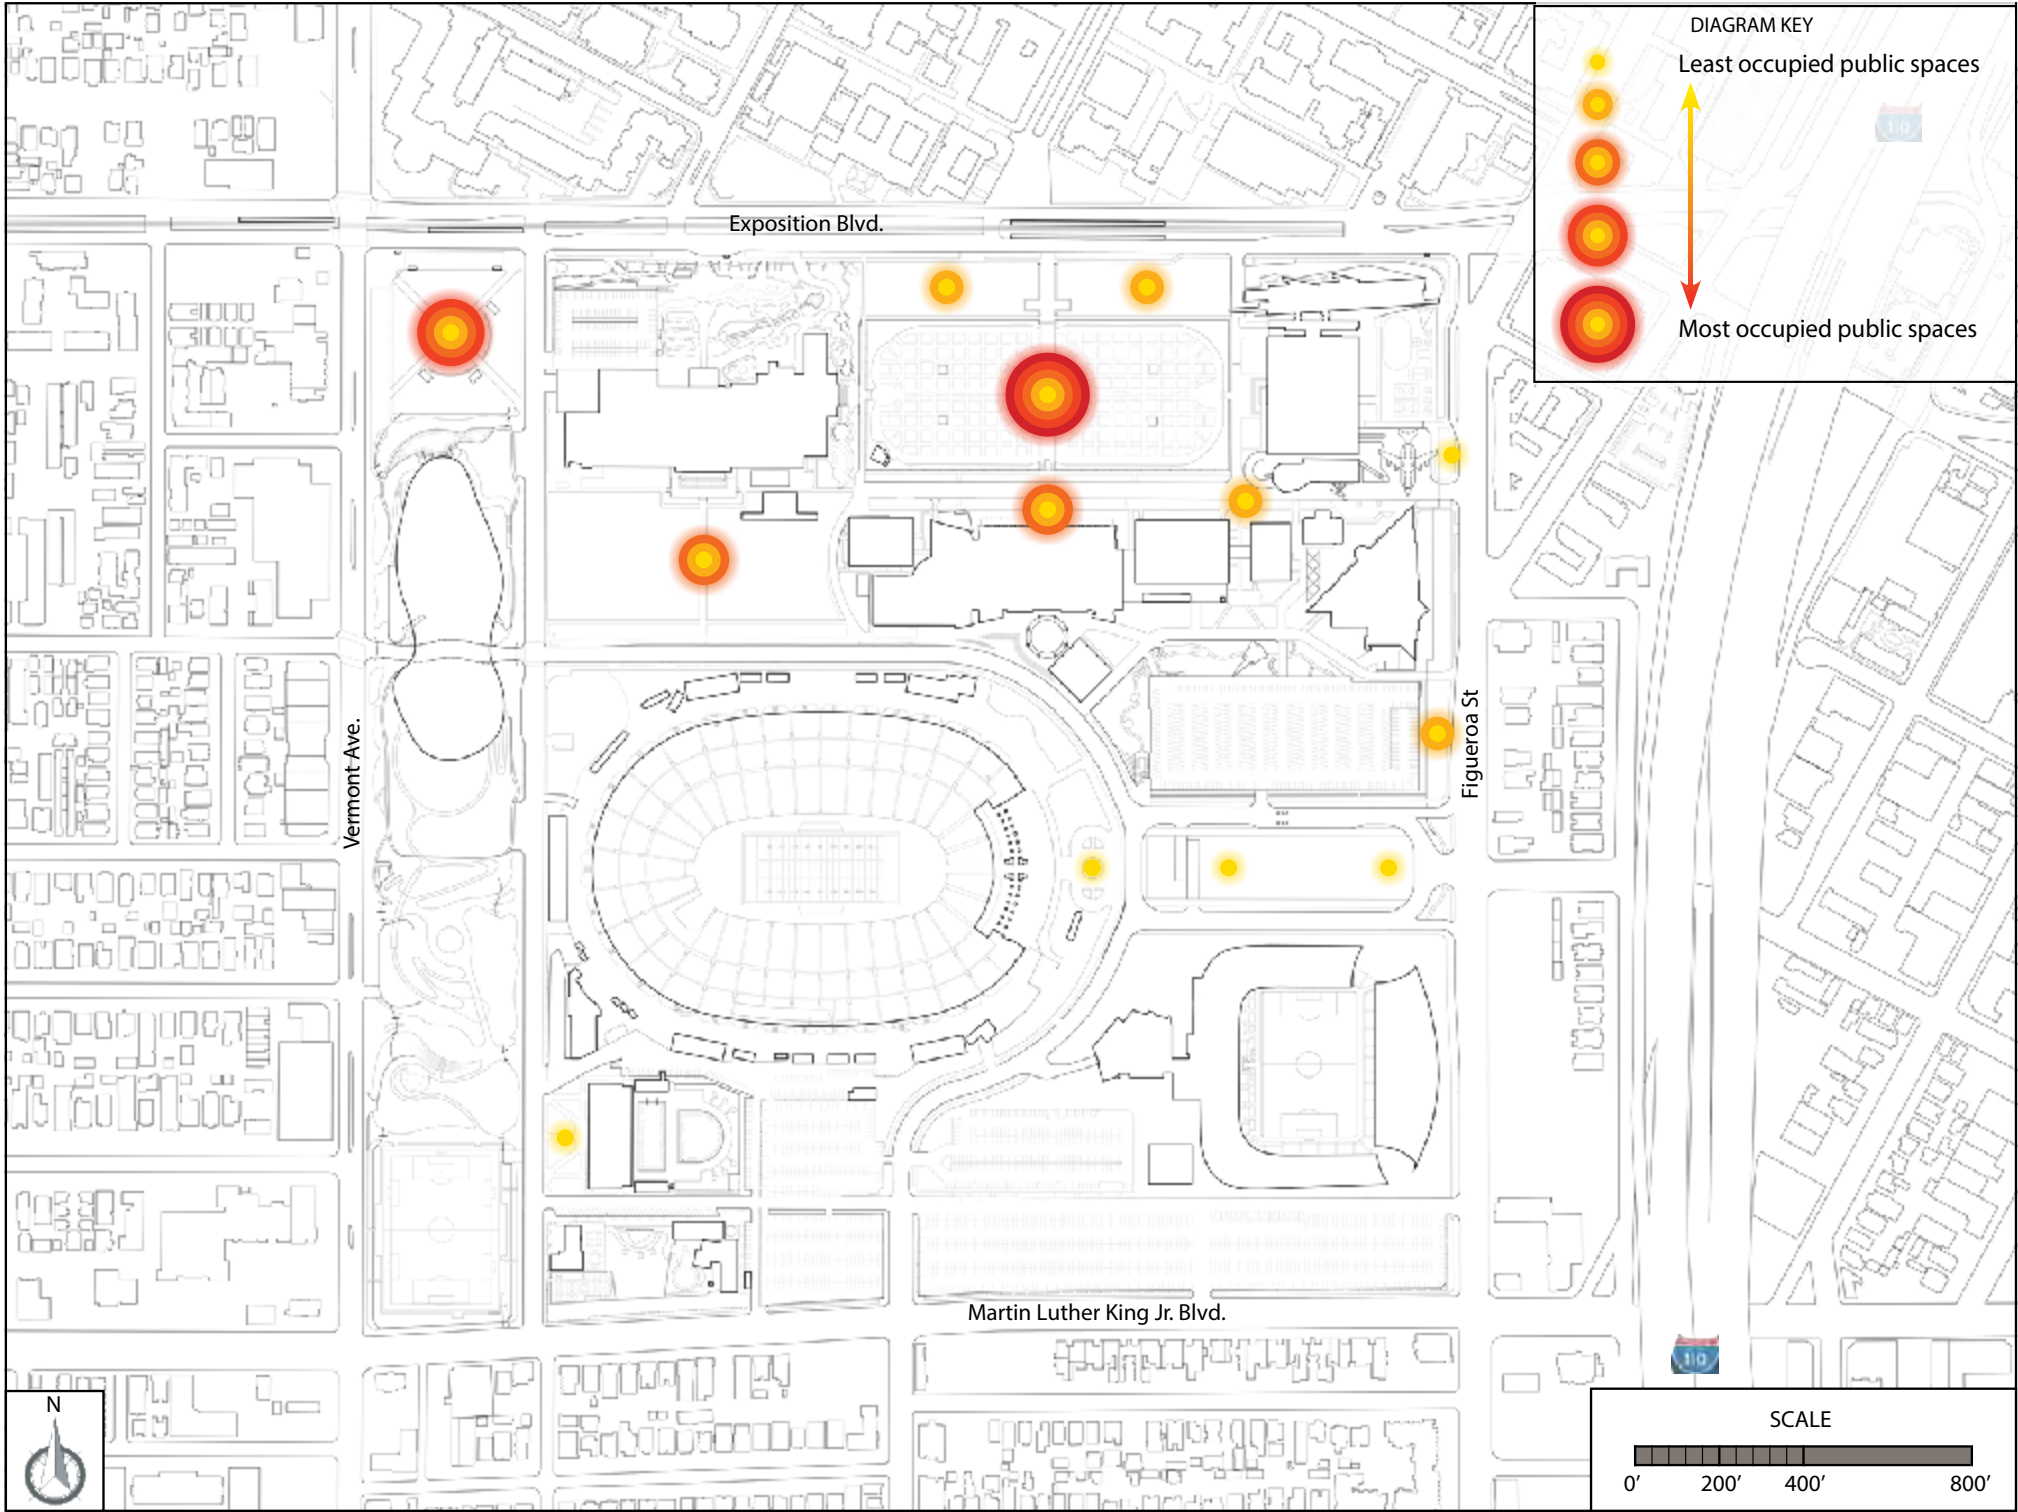 DIAGRAM KEY
Least occupied public spaces
110
Most occupied public spaces
Exposition Blvd.
Vermont Ave.
Figueroa St
Martin Luther King Jr. Blvd.
110
N
SCALE
0′ 200′ 400′ 800′